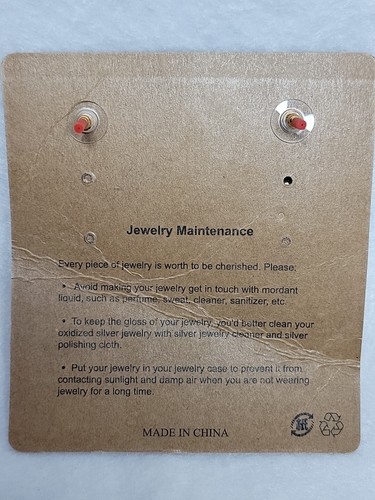 Jewelry Maintenance
Every piece of jewelry is worth to be cherished. Please:
• Avoid making your jewelry get in touch with mordant
liquid, such as perfume, sweat, cleaner, sanitizer, etc.
• To keep the gloss of your jewelry, you'd better clean your
oxidized silver jewelry with silver jewelry cleaner and silver
polishing cloth.
• Put your jewelry in your jewelry case to prevent it from
contacting sunlight and damp air when you are not wearing
jewelry for a long time.
MADE IN CHINA